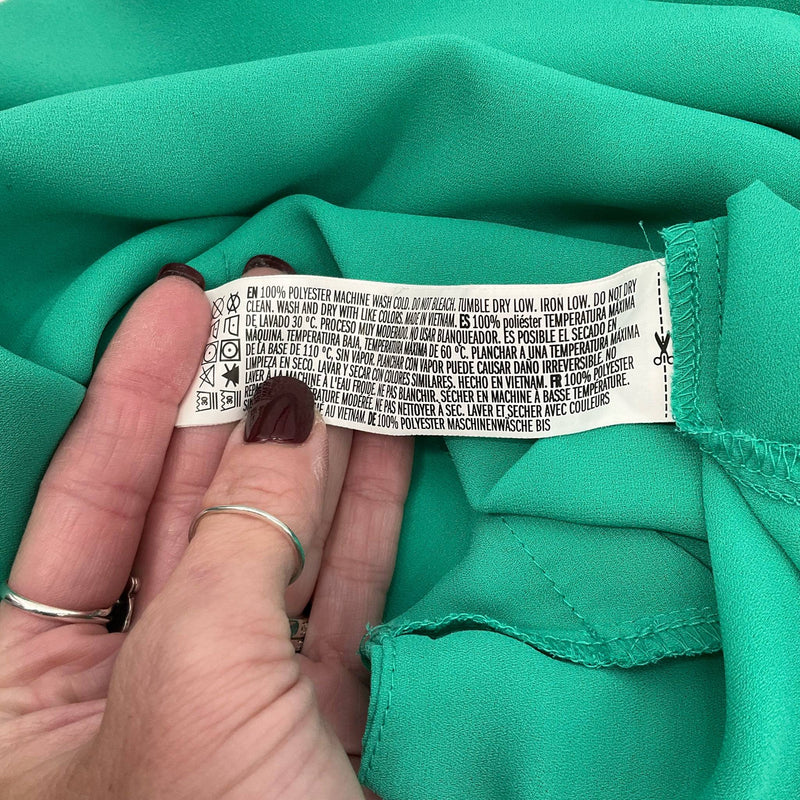 EN 100% POLYESTER MACHINE WASH COLD. DO NOT BLEACH. TUMBLE DRY LOW. IRON LOW. DO NOT DRY
CLEAN. WASH AND DRY WITH LIKE COLORS. MADE IN VIETNAM. ES 100% poliéster TEMPERATURA MÁXIMA
DE LAVADO 30 °C. PROCESO MUY MODERADO. NO USAR BLANQUEADOR. ES POSIBLE EL SECADO EN
MÁQUINA. TEMPERATURA BAJA, TEMPERATURA MÁXIMA DE 60 °C. PLANCHAR A UNA TEMPERATURA MÁXIMA
DE LA BASE DE 110 °C, SIN VAPOR. PLANCHAR CON VAPOR PUEDE CAUSAR DAÑO IRREVERSIBLE. NO
LIMPIEZA EN SECO. LAVAR Y SECAR CON COLORES SIMILARES. HECHO EN VIETNAM. FR 100% POLYESTER
LAVER À LA MACHINE À L'EAU FROIDE. NE PAS BLANCHIR. SÉCHER EN MACHINE À BASSE TEMPÉRATURE.
TEMPÉRATURE MODÉRÉE. NE PAS NETTOYER À SEC. LAVER ET SECHER AVEC COULEURS
AU VIETNAM. DE 100% POLYESTER MASCHINENWÄSCHE BIS